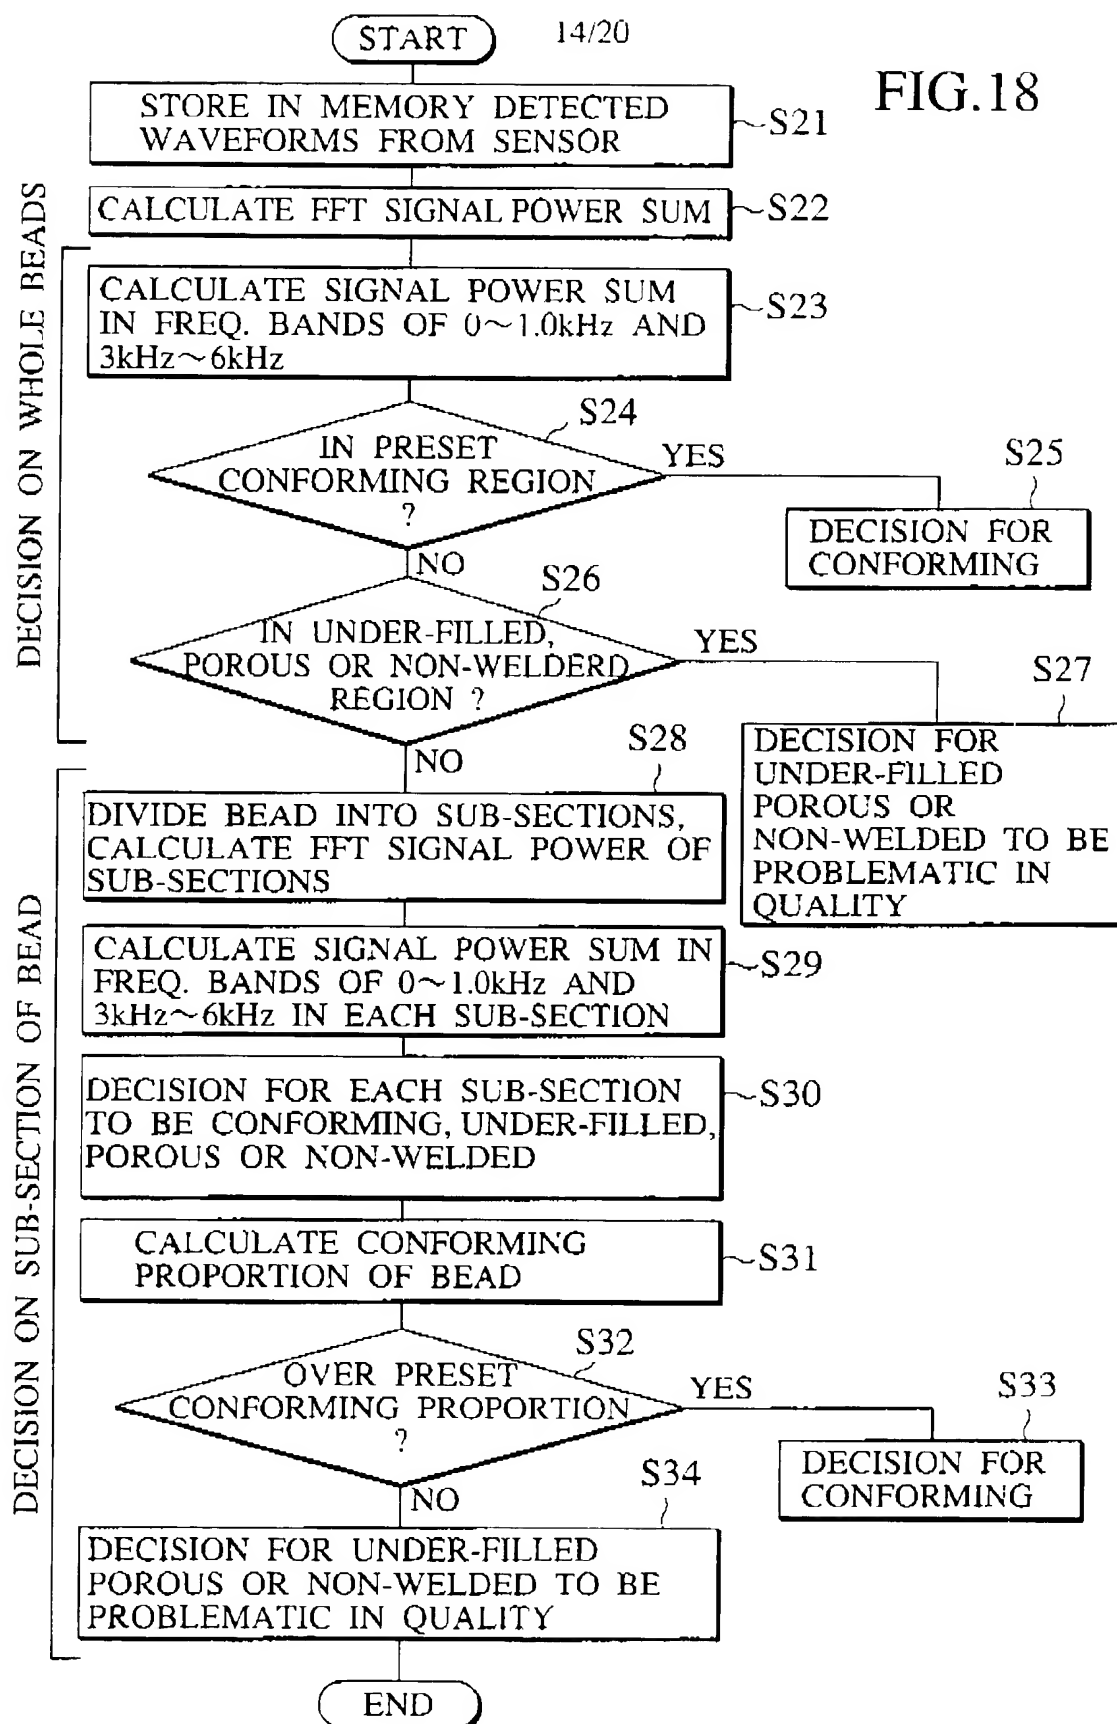 START
14/20
FIG.18
STORE IN MEMORY DETECTED
WAVEFORMS FROM SENSOR
S21
CALCULATE FFT SIGNAL POWER SUM
S22
DECISION ON WHOLE BEADS
CALCULATE SIGNAL POWER SUM
IN FREQ. BANDS OF 0~1.0kHz AND
3kHz~6kHz
S23
S24
IN PRESET
CONFORMING REGION
?
YES
S25
DECISION FOR
CONFORMING
NO
S26
IN UNDER-FILLED,
POROUS OR NON-WELDERD
REGION ?
YES
S27
DECISION FOR
UNDER-FILLED
POROUS OR
NON-WELDED TO BE
PROBLEMATIC IN
QUALITY
NO
S28
DECISION ON SUB-SECTION OF BEAD
DIVIDE BEAD INTO SUB-SECTIONS,
CALCULATE FFT SIGNAL POWER OF
SUB-SECTIONS
CALCULATE SIGNAL POWER SUM IN
FREQ. BANDS OF 0~1.0kHz AND
3kHz~6kHz IN EACH SUB-SECTION
S29
DECISION FOR EACH SUB-SECTION
TO BE CONFORMING, UNDER-FILLED,
POROUS OR NON-WELDED
S30
CALCULATE CONFORMING
PROPORTION OF BEAD
S31
S32
OVER PRESET
CONFORMING PROPORTION
?
YES
S33
DECISION FOR
CONFORMING
NO
S34
DECISION FOR UNDER-FILLED
POROUS OR NON-WELDED TO BE
PROBLEMATIC IN QUALITY
END